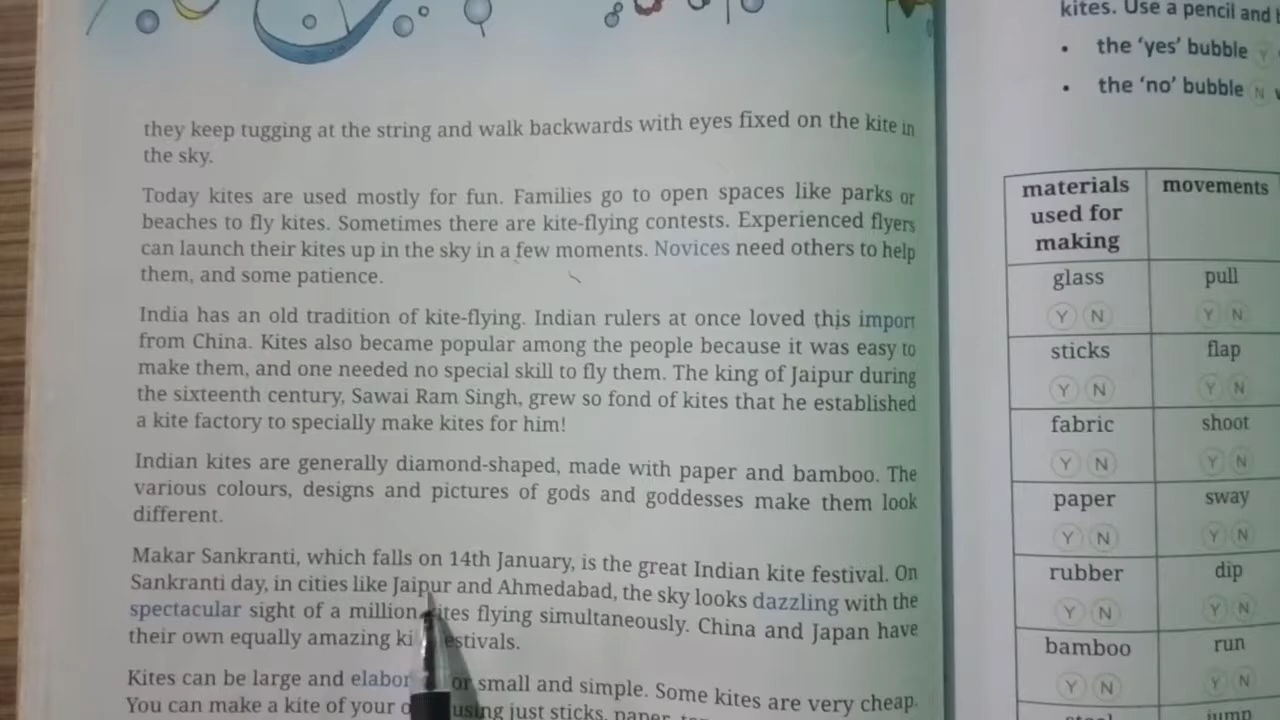 they keep tugging at the string and walk backwards with eyes fixed on the kite in
the sky.
Today kites are used mostly for fun. Families go to open spaces like parks or
beaches to fly kites. Sometimes there are kite-flying contests. Experienced flyers
can launch their kites up in the sky in a few moments. Novices need others to help
them, and some patience.
India has an old tradition of kite-flying. Indian rulers at once loved this import
from China. Kites also became popular among the people because it was easy to
make them, and one needed no special skill to fly them. The king of Jaipur during
the sixteenth century, Sawai Ram Singh, grew so fond of kites that he established
a kite factory to specially make kites for him!
Indian kites are generally diamond-shaped, made with paper and bamboo. The
various colours, designs and pictures of gods and goddesses make them look
different.
Makar Sankranti, which falls on 14th January, is the great Indian kite festival. On
Sankranti day, in cities like Jaipur and Ahmedabad, the sky looks dazzling with the
spectacular sight of a million kites flying simultaneously. China and Japan have
their own equally amazing
Kites can be large and or small and simple. Some kites are very cheap.
You can make a kite of your using just sticks, paper,
kites. Use a pencil and
• the ‘yes’ bubble Y
• the ‘no’ bubble N
materials used for making movements
glass pull
Y N Y N
sticks flap
Y N Y N
fabric shoot
Y N Y N
paper sway
Y N Y N
rubber dip
Y N Y N
bamboo run
Y N Y N
jump